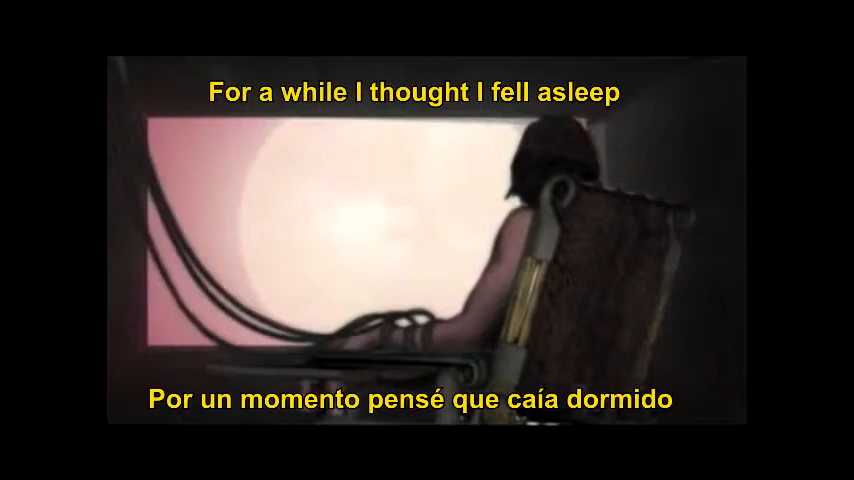 For a while I thought I fell asleep
Por un momento pensé que caía dormido